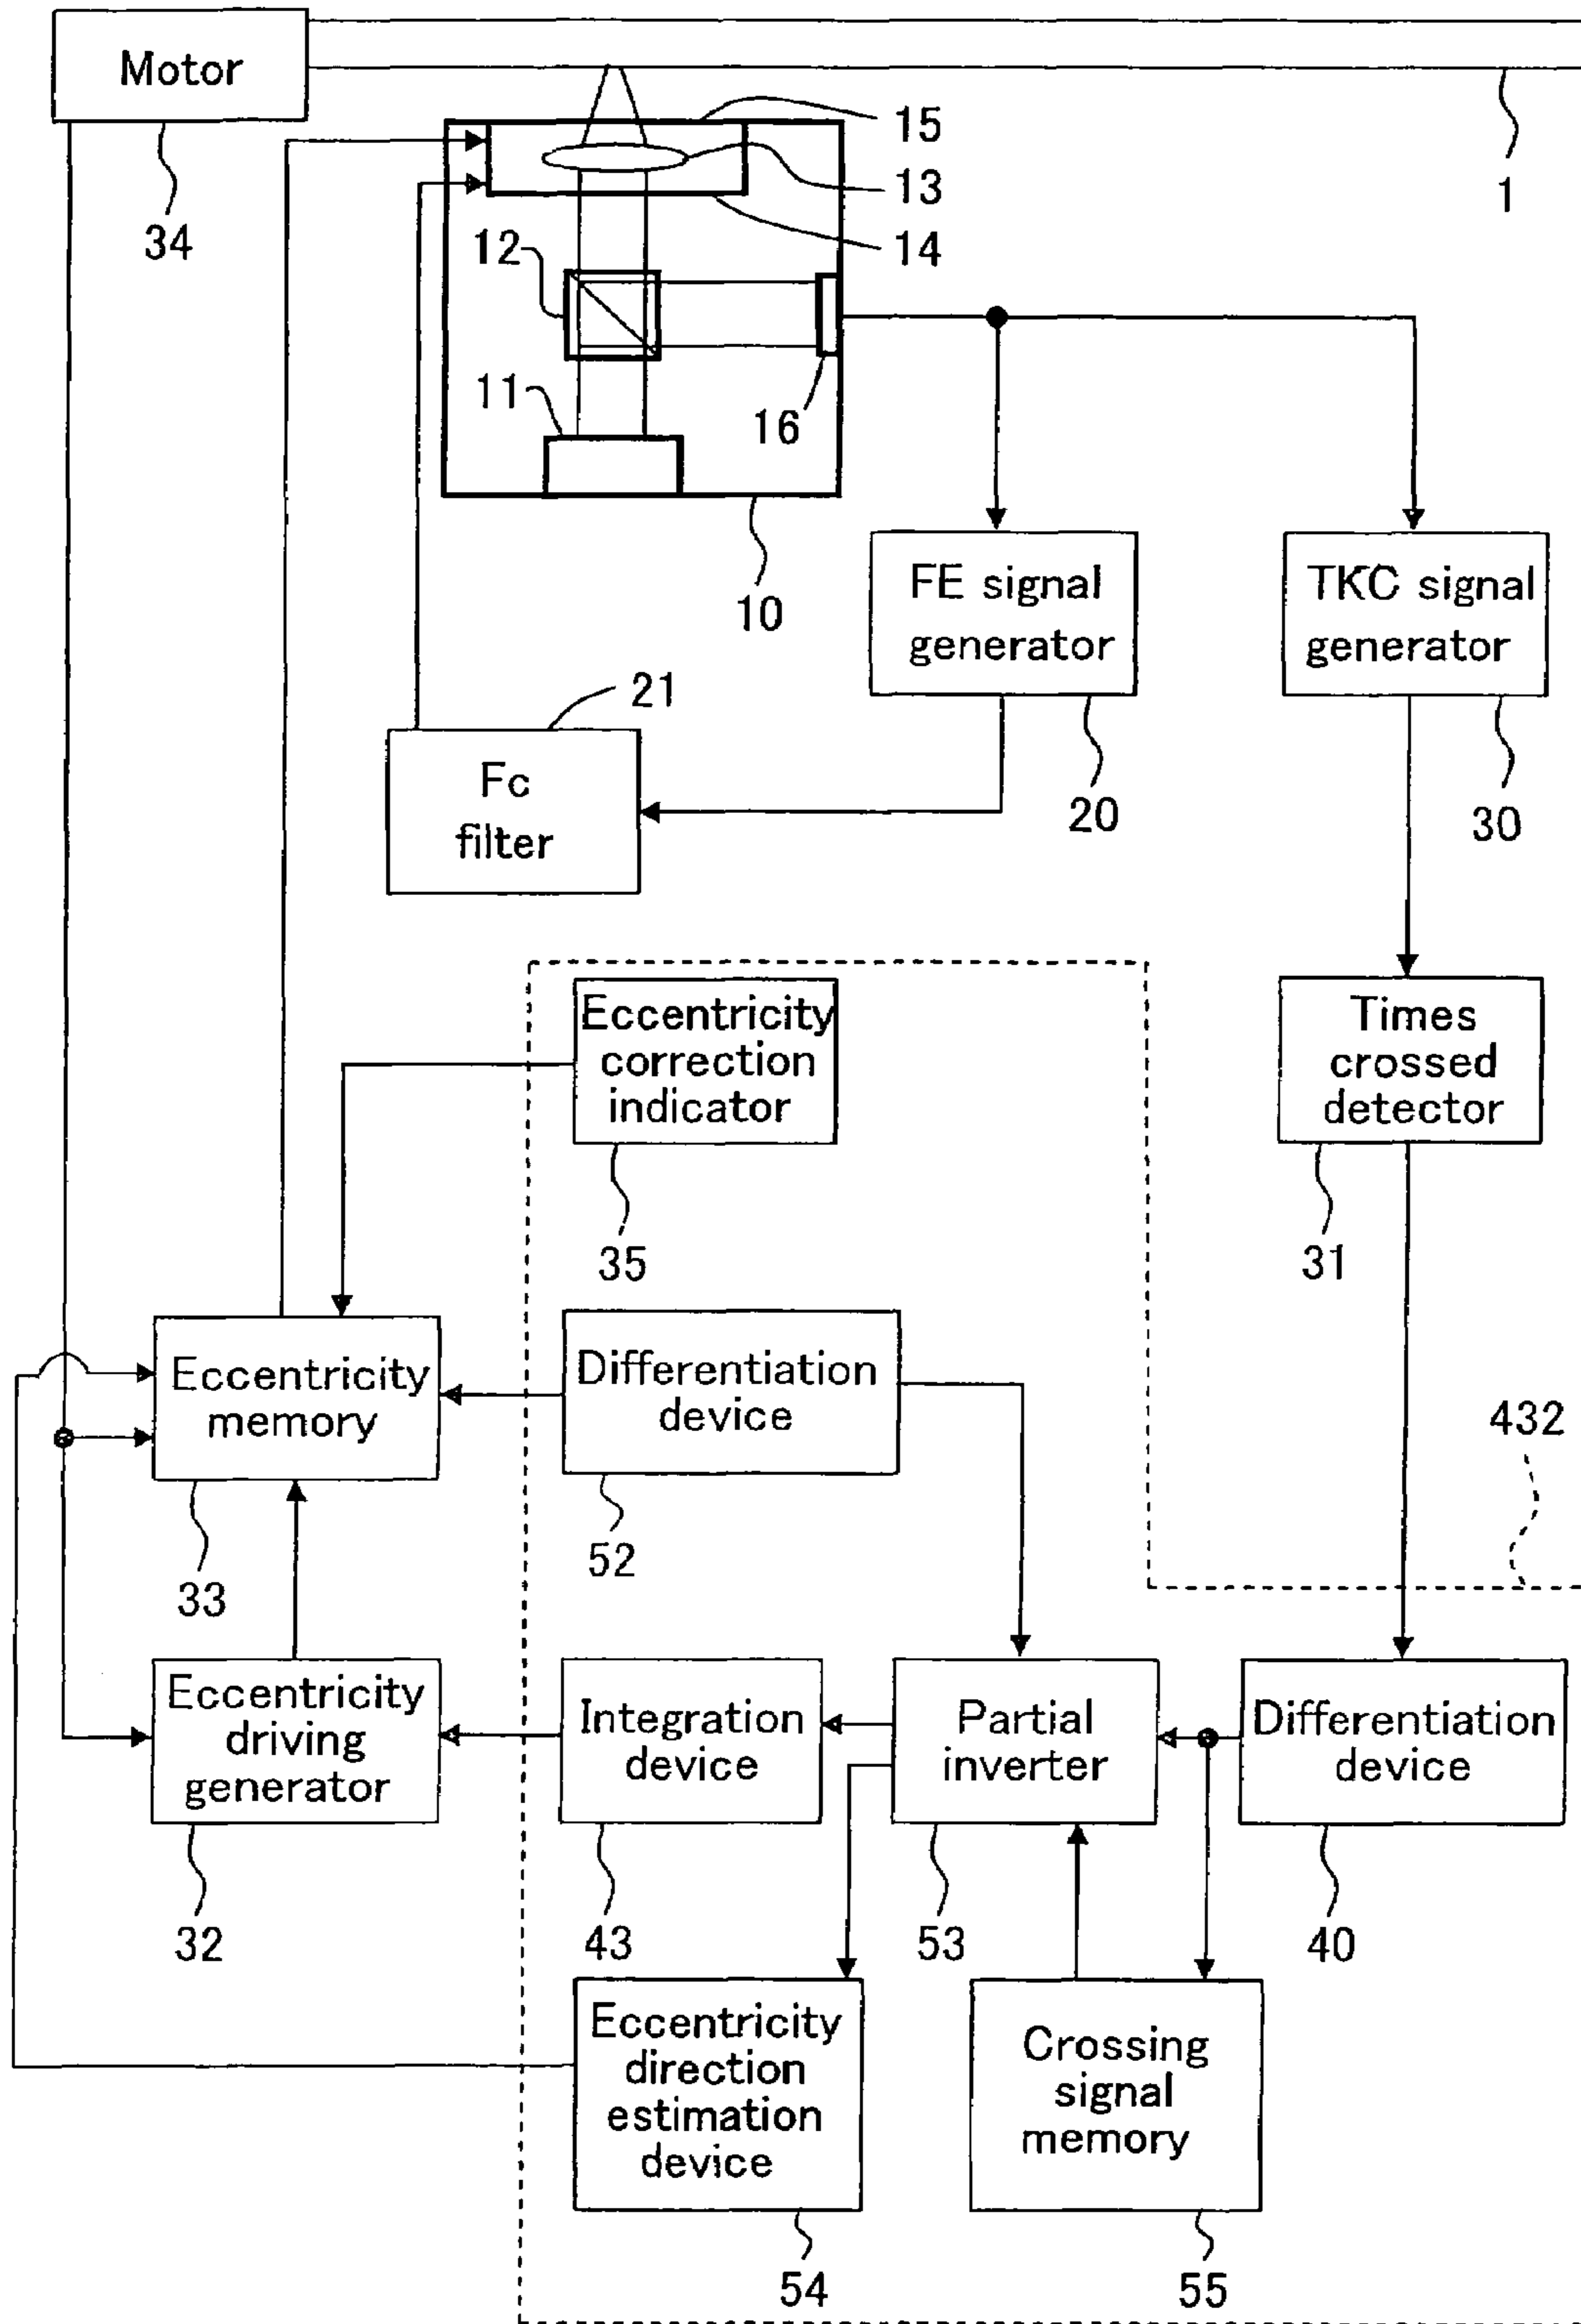 Motor
34
1
15
13
14
12
11
16
10
FE signal
generator
20
TKC signal
generator
30
21
Fc
filter
Eccentricity
correction
indicator
35
Times
crossed
detector
31
Eccentricity
memory
33
Differentiation
device
52
432
Eccentricity
driving
generator
32
Integration
device
43
Partial
inverter
53
Differentiation
device
40
Eccentricity
direction
estimation
device
54
Crossing
signal
memory
55